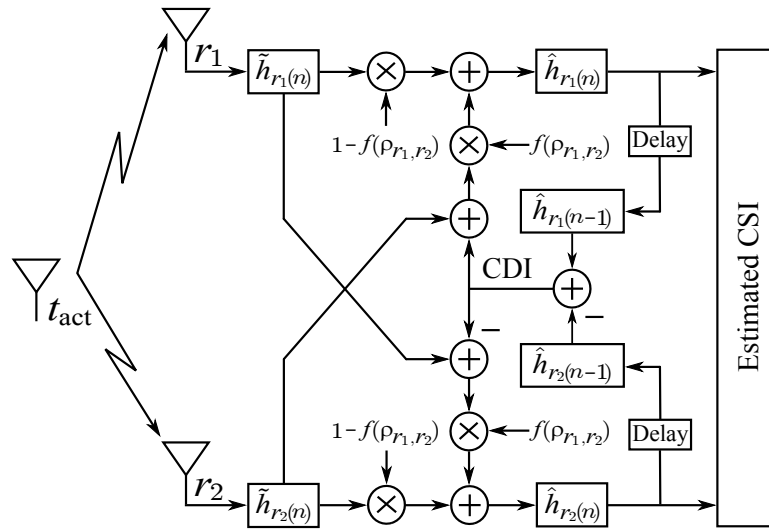 r₁
h̃ᵣ₁(n)
×
+
ĥᵣ₁(n)
1−f(ρᵣ₁,ᵣ₂)
×
f(ρᵣ₁,ᵣ₂)
Delay
+
ĥᵣ₁(n−1)
t_act
CDI
+
−
−
+
ĥᵣ₂(n−1)
1−f(ρᵣ₁,ᵣ₂)
×
f(ρᵣ₁,ᵣ₂)
Delay
r₂
h̃ᵣ₂(n)
×
+
ĥᵣ₂(n)
Estimated CSI